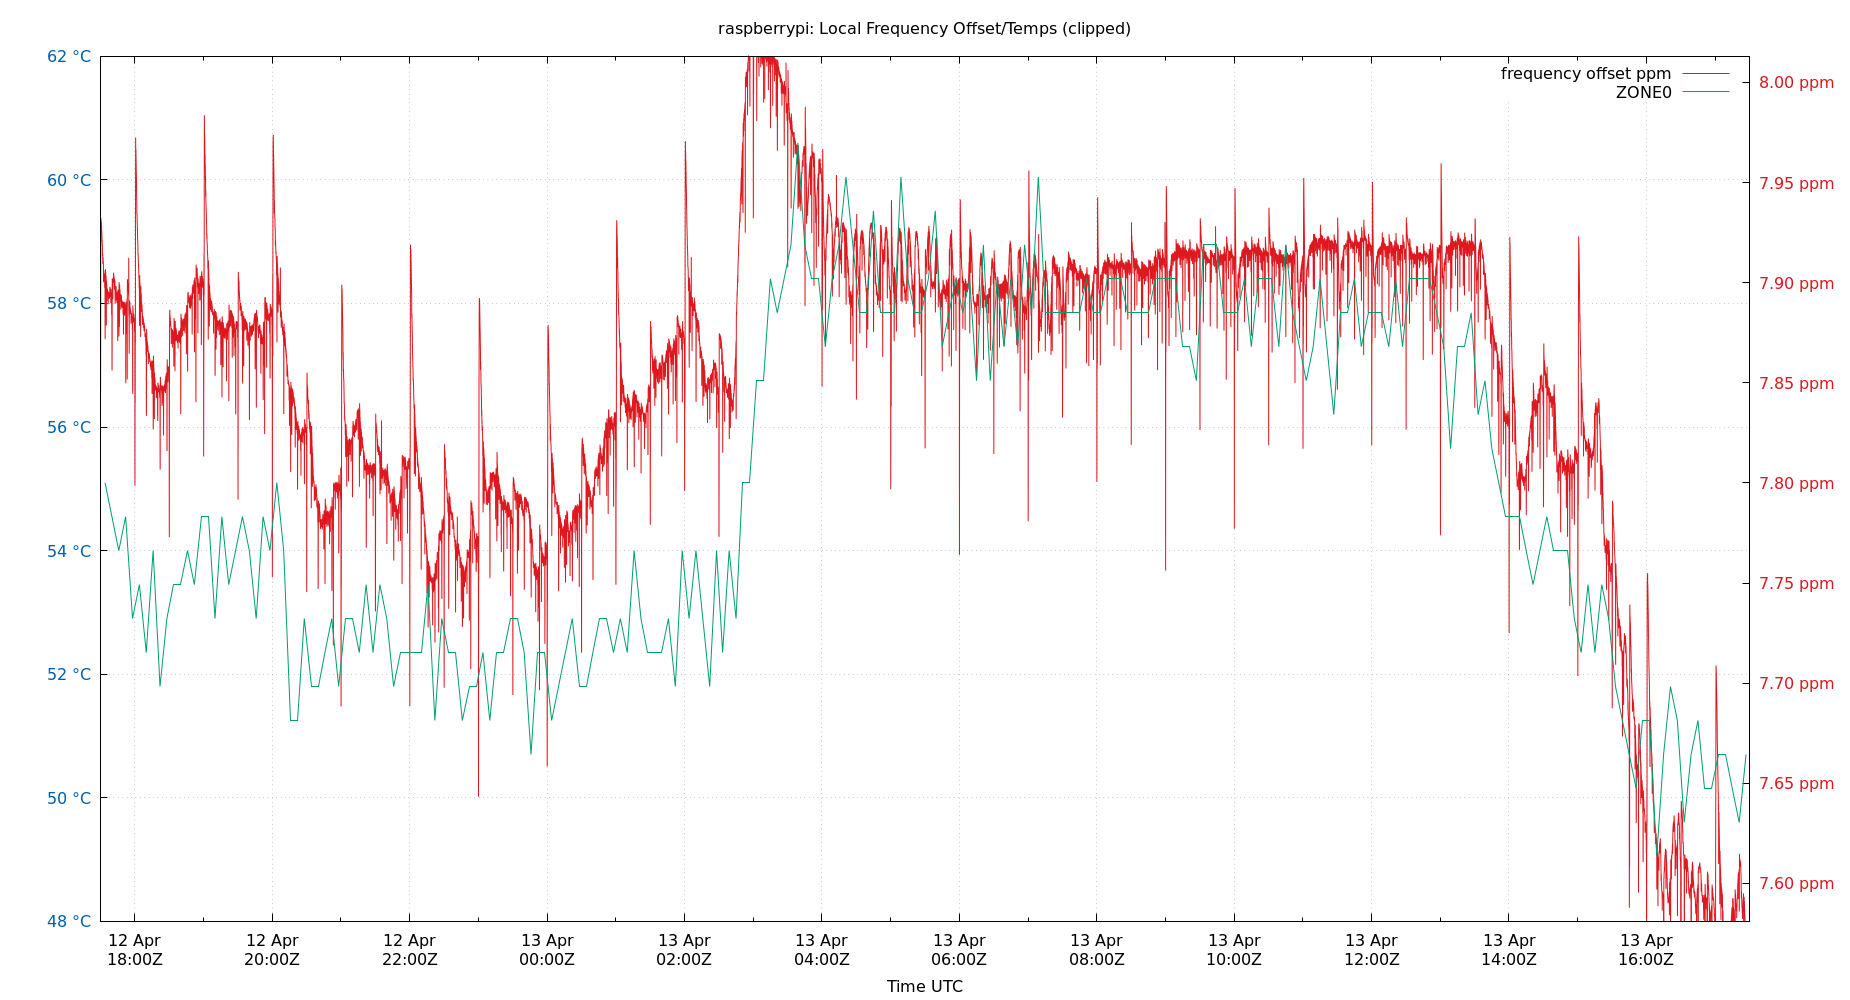 raspberrypi: Local Frequency Offset/Temps (clipped)
62 °C
60 °C
58 °C
56 °C
54 °C
52 °C
50 °C
48 °C
frequency offset ppm
ZONE0
8.00 ppm
7.95 ppm
7.90 ppm
7.85 ppm
7.80 ppm
7.75 ppm
7.70 ppm
7.65 ppm
7.60 ppm
12 Apr 12 Apr 12 Apr 13 Apr 13 Apr 13 Apr 13 Apr 13 Apr 13 Apr 13 Apr 13 Apr 13 Apr
18:00Z 20:00Z 22:00Z 00:00Z 02:00Z 04:00Z 06:00Z 08:00Z 10:00Z 12:00Z 14:00Z 16:00Z
Time UTC